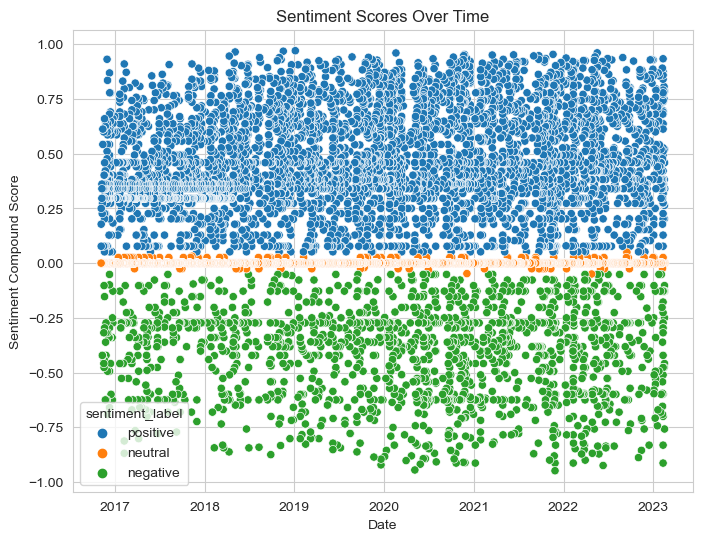 Sentiment Scores Over Time
1.00
0.75
0.50
0.25
0.00
−0.25
−0.50
−0.75
−1.00
Sentiment Compound Score
sentiment_label
positive
neutral
negative
2017 2018 2019 2020 2021 2022 2023
Date